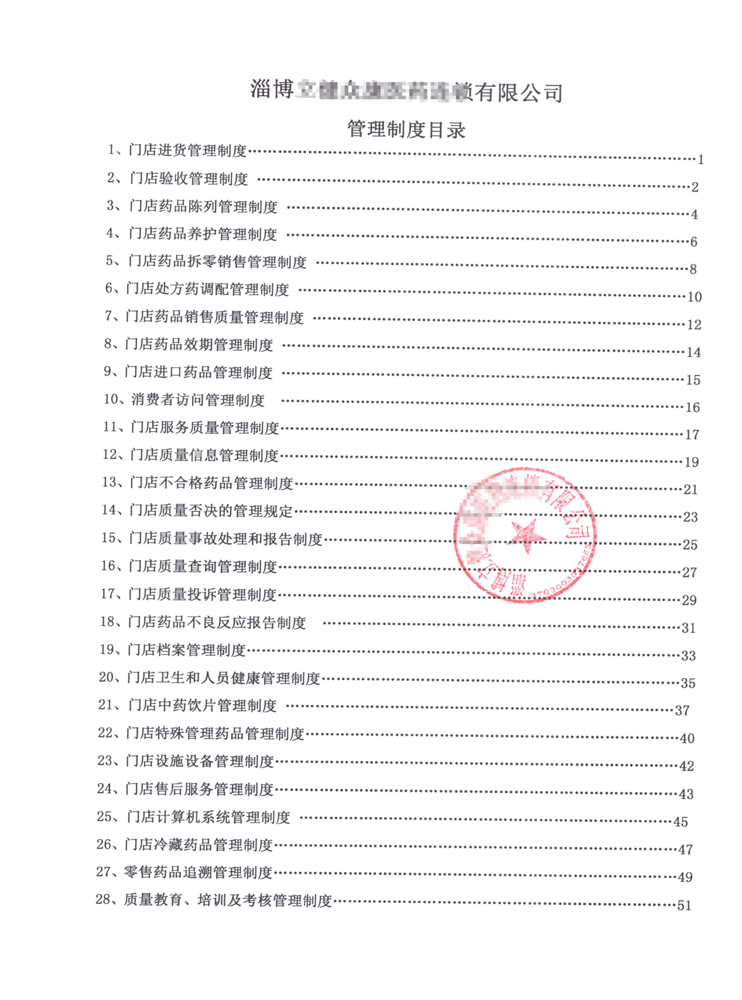 淄博 有限公司
管理制度目录
1、门店进货管理制度……………………………………………………………1
2、门店验收管理制度 ……………………………………………………………2
3、门店药品陈列管理制度 ………………………………………………………4
4、门店药品养护管理制度 ………………………………………………………6
5、门店药品拆零销售管理制度 …………………………………………………8
6、门店处方药调配管理制度 ……………………………………………………10
7、门店药品销售质量管理制度 …………………………………………………12
8、门店药品效期管理制度 ………………………………………………………14
9、门店进口药品管理制度 ………………………………………………………15
10、消费者访问管理制度 ………………………………………………………16
11、门店服务质量管理制度………………………………………………………17
12、门店质量信息管理制度………………………………………………………19
13、门店不合格药品管理制度……………………………………………………21
14、门店质量否决的管理规定……………………………………………………23
15、门店质量事故处理和报告制度………………………………………………25
16、门店质量查询管理制度………………………………………………………27
17、门店质量投诉管理制度………………………………………………………29
18、门店药品不良反应报告制度 ………………………………………………31
19、门店档案管理制度……………………………………………………………33
20、门店卫生和人员健康管理制度………………………………………………35
21、门店中药饮片管理制度 ……………………………………………………37
22、门店特殊管理药品管理制度…………………………………………………40
23、门店设施设备管理制度………………………………………………………42
24、门店售后服务管理制度………………………………………………………43
25、门店计算机系统管理制度 …………………………………………………45
26、门店冷藏药品管理制度………………………………………………………47
27、零售药品追溯管理制度………………………………………………………49
28、质量教育、培训及考核管理制度……………………………………………51
淄博 有限公司
3703003037665